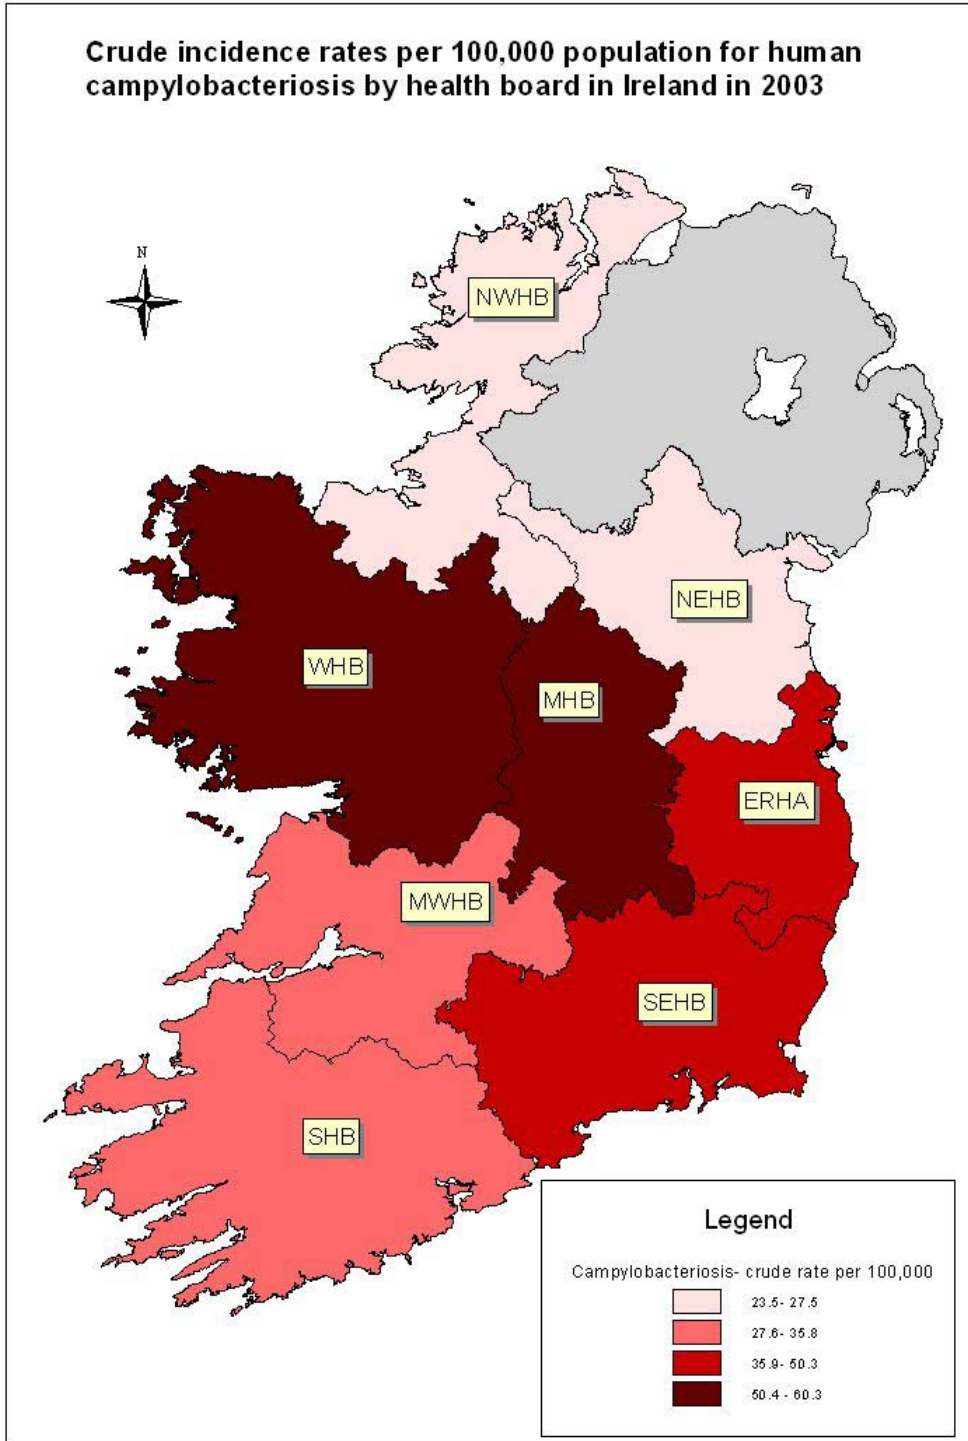 Crude incidence rates per 100,000 population for human
campylobacteriosis by health board in Ireland in 2003
N
NWHB
NEHB
WHB
MHB
ERHA
MWHB
SEHB
SHB
Legend
Campylobacteriosis- crude rate per 100,000
23.5- 27.5
27.6- 35.8
35.9- 50.3
50.4- 60.3